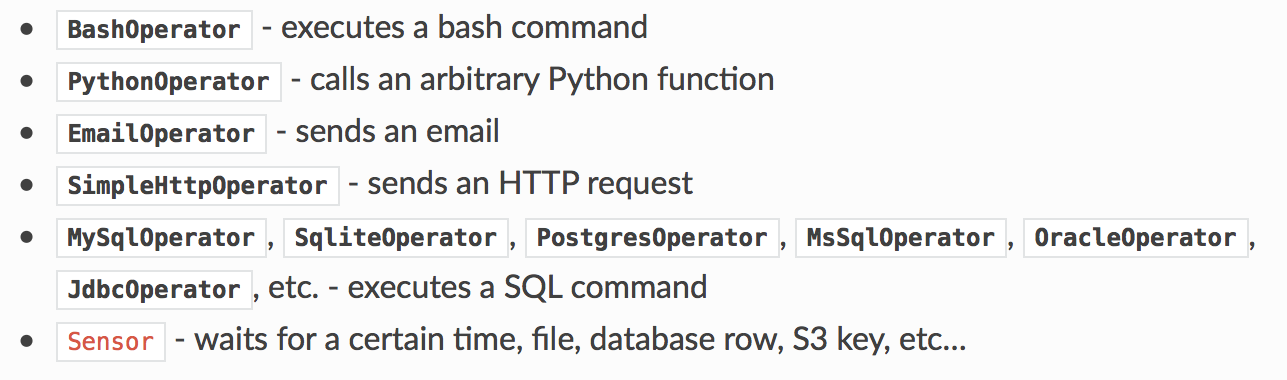 • BashOperator - executes a bash command
• PythonOperator - calls an arbitrary Python function
• EmailOperator - sends an email
• SimpleHttpOperator - sends an HTTP request
• MySqlOperator, SqliteOperator, PostgresOperator, MsSqlOperator, OracleOperator,
JdbcOperator, etc. - executes a SQL command
• Sensor - waits for a certain time, file, database row, S3 key, etc...